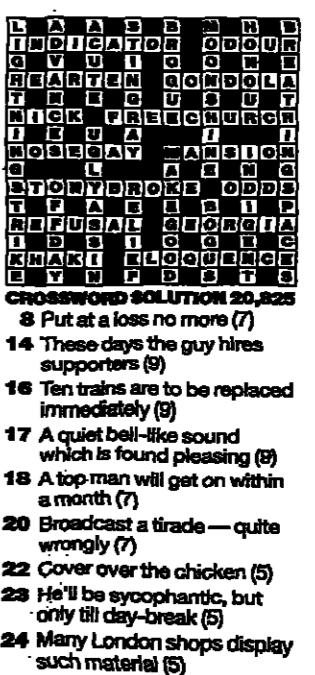 INDICATOR ODOUR
HEARTEN GONDOLA
NICK FREECHURCH
NOSEGAY MANSION
STONYBROKE ODDS
REFUSAL GEORGIA
KHAKI ELOQUENCE
E Y N F D S T S
CROSSWORD SOLUTION 20,825
8 Put at a loss no more (7)
14 These days the guy hires
supporters (9)
16 Ten trains are to be replaced
immediately (9)
17 A quiet bell-like sound
which is found pleasing (9)
18 A top man will get on within
a month (7)
20 Broadcast a tirade — quite
wrongly (7)
22 Cover over the chicken (5)
23 He'll be sycophantic, but
only till day-break (5)
24 Many London shops display
such material (5)